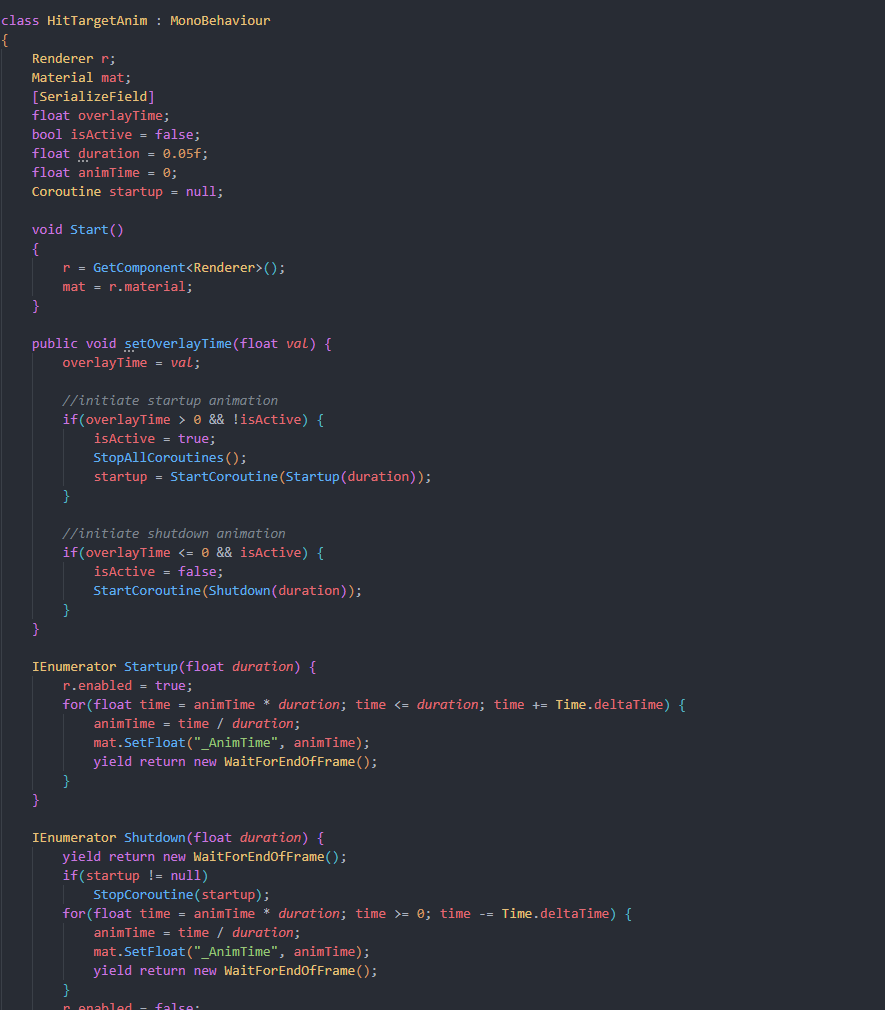 class HitTargetAnim : MonoBehaviour
{
    Renderer r;
    Material mat;
    [SerializeField]
    float overlayTime;
    bool isActive = false;
    float duration = 0.05f;
    float animTime = 0;
    Coroutine startup = null;

    void Start()
    {
        r = GetComponent<Renderer>();
        mat = r.material;
    }

    public void setOverlayTime(float val) {
        overlayTime = val;

        //initiate startup animation
        if(overlayTime > 0 && !isActive) {
            isActive = true;
            StopAllCoroutines();
            startup = StartCoroutine(Startup(duration));
        }

        //initiate shutdown animation
        if(overlayTime <= 0 && isActive) {
            isActive = false;
            StartCoroutine(Shutdown(duration));
        }
    }

    IEnumerator Startup(float duration) {
        r.enabled = true;
        for(float time = animTime * duration; time <= duration; time += Time.deltaTime) {
            animTime = time / duration;
            mat.SetFloat("_AnimTime", animTime);
            yield return new WaitForEndOfFrame();
        }
    }

    IEnumerator Shutdown(float duration) {
        yield return new WaitForEndOfFrame();
        if(startup != null)
            StopCoroutine(startup);
        for(float time = animTime * duration; time >= 0; time -= Time.deltaTime) {
            animTime = time / duration;
            mat.SetFloat("_AnimTime", animTime);
            yield return new WaitForEndOfFrame();
        }
        r.enabled = false;